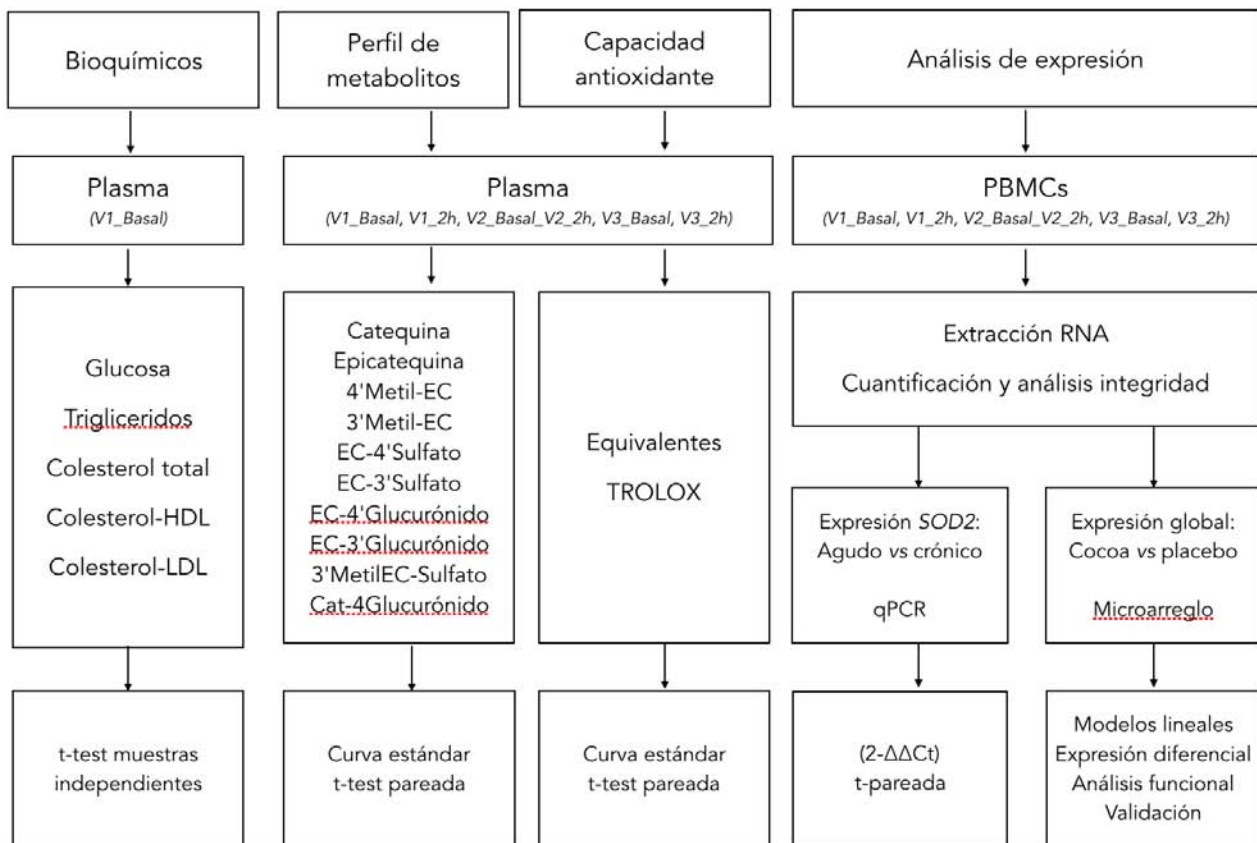 Bioquímicos
Perfil de
metabolitos
Capacidad
antioxidante
Análisis de expresión
Plasma
(V1_Basal)
Plasma
(V1_Basal, V1_2h, V2_Basal_V2_2h, V3_Basal, V3_2h)
PBMCs
(V1_Basal, V1_2h, V2_Basal_V2_2h, V3_Basal, V3_2h)
Glucosa
Trigliceridos
Colesterol total
Colesterol-HDL
Colesterol-LDL
Catequina
Epicatequina
4'Metil-EC
3'Metil-EC
EC-4'Sulfato
EC-3'Sulfato
EC-4'Glucurónido
EC-3'Glucurónido
3'MetilEC-Sulfato
Cat-4Glucurónido
Equivalentes
TROLOX
Extracción RNA
Cuantificación y análisis integridad
Expresión SOD2:
Agudo vs crónico
qPCR
Expresión global:
Cocoa vs placebo
Microarreglo
t-test muestras
independientes
Curva estándar
t-test pareada
Curva estándar
t-test pareada
(2-ΔΔCt)
t-pareada
Modelos lineales
Expresión diferencial
Análisis funcional
Validación